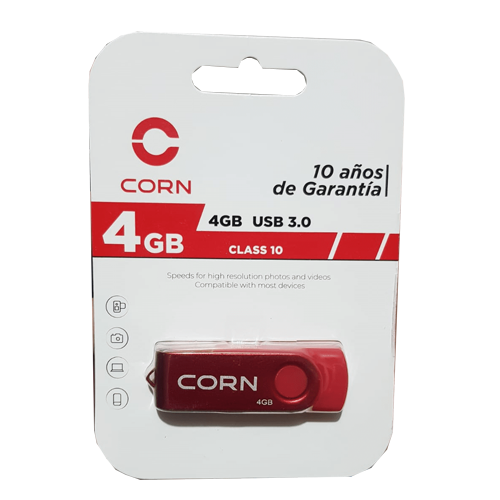 CORN
10 años
de Garantía
4GB
4GB USB 3.0
CLASS 10
Speeds for high resolution photos and videos
Compatible with most devices
CORN
4GB